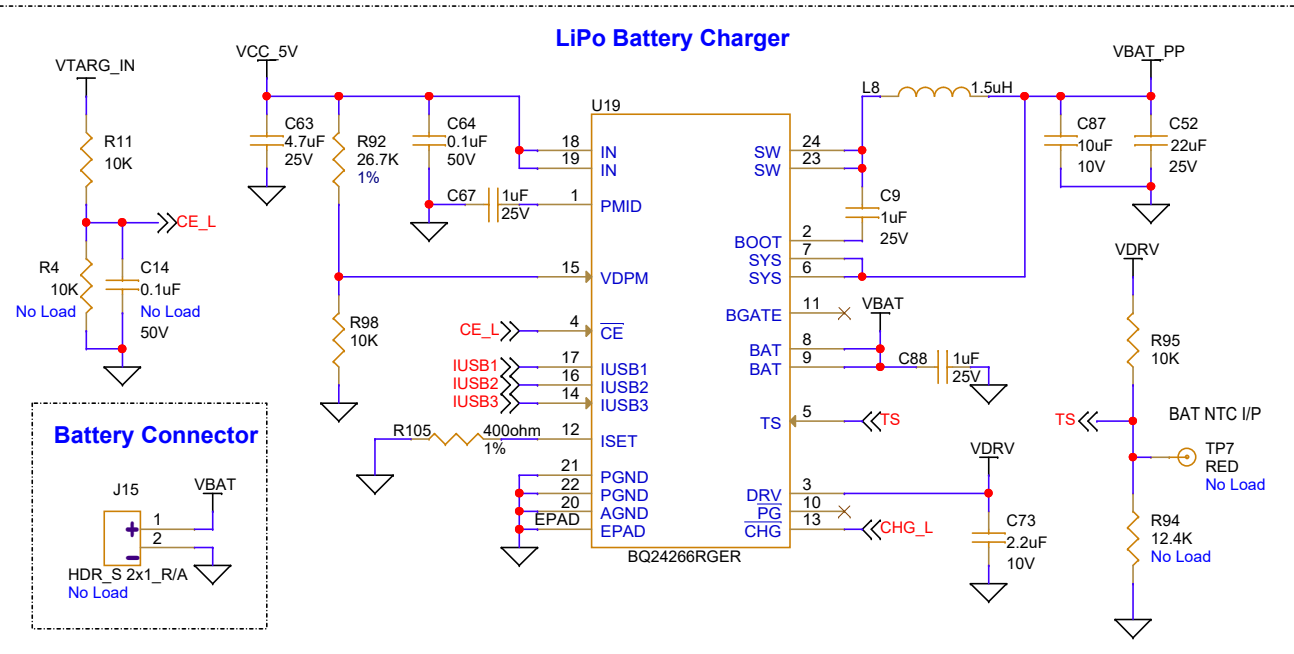 LiPo Battery Charger
VTARG_IN
R11
10K
CE_L
R4
10K
No Load
C14
0.1uF
No Load
50V
VCC_5V
C63
4.7uF
25V
R92
26.7K
1%
C64
0.1uF
50V
C67
1uF
25V
R98
10K
CE_L
IUSB1
IUSB2
IUSB3
R105
400ohm
1%
U19
18
IN
19
IN
1
PMID
15
VDPM
4
CE
17
IUSB1
16
IUSB2
14
IUSB3
12
ISET
21
PGND
22
PGND
20
AGND
EPAD
EPAD
SW
24
SW
23
BOOT
2
SYS
7
SYS
6
BGATE
11
BAT
8
BAT
9
TS
5
DRV
3
PG
10
CHG
13
BQ24266RGER
L8
1.5uH
C9
1uF
25V
VBAT_PP
C87
10uF
10V
C52
22uF
25V
VBAT
C88
1uF
25V
TS
VDRV
CHG_L
C73
2.2uF
10V
VDRV
R95
10K
TS
BAT NTC I/P
TP7
RED
No Load
R94
12.4K
No Load
Battery Connector
J15
VBAT
1
2
+
-
HDR_S 2x1_R/A
No Load